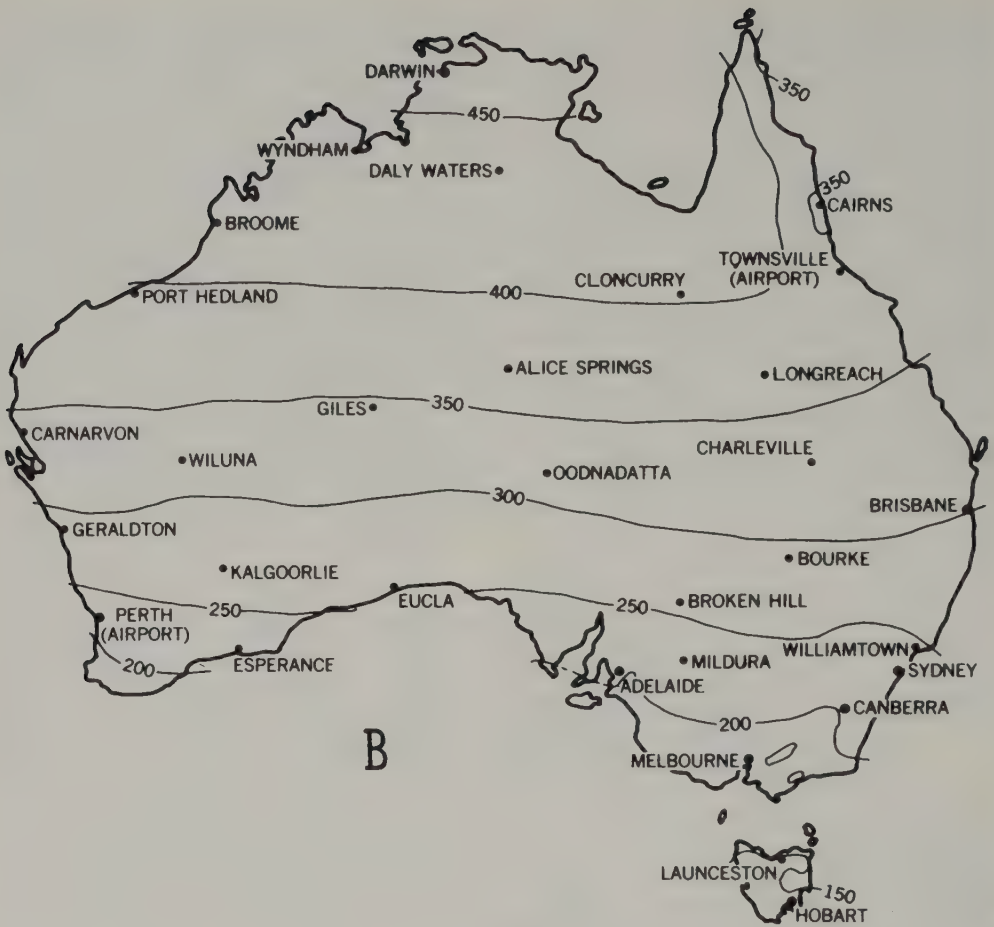 DARWIN
350
450
WYNDHAM
DALY WATERS
350
CAIRNS
BROOME
TOWNSVILLE
(AIRPORT)
CLONCURRY
PORT HEDLAND
400
ALICE SPRINGS
LONGREACH
GILES
350
CARNARVON
CHARLEVILLE
WILUNA
OODNADATTA
300
BRISBANE
GERALDTON
BOURKE
KALGOORLIE
EUCLA
250
250
BROKEN HILL
PERTH
(AIRPORT)
WILLIAMTOWN
200
ESPERANCE
MILDURA
SYDNEY
ADELAIDE
CANBERRA
200
B
MELBOURNE
LAUNCESTON
150
HOBART